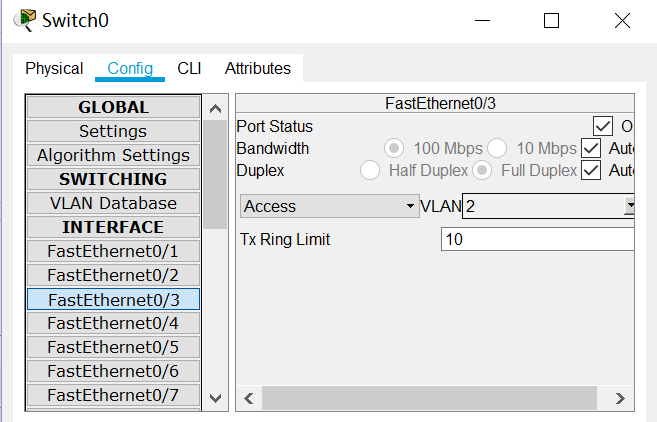 Switch0
Physical Config CLI Attributes
GLOBAL
Settings
Algorithm Settings
SWITCHING
VLAN Database
INTERFACE
FastEthernet0/1
FastEthernet0/2
FastEthernet0/3
FastEthernet0/4
FastEthernet0/5
FastEthernet0/6
FastEthernet0/7
FastEthernet0/3
Port Status O
Bandwidth 100 Mbps 10 Mbps Aut
Duplex Half Duplex Full Duplex Aut
Access VLAN 2
Tx Ring Limit 10